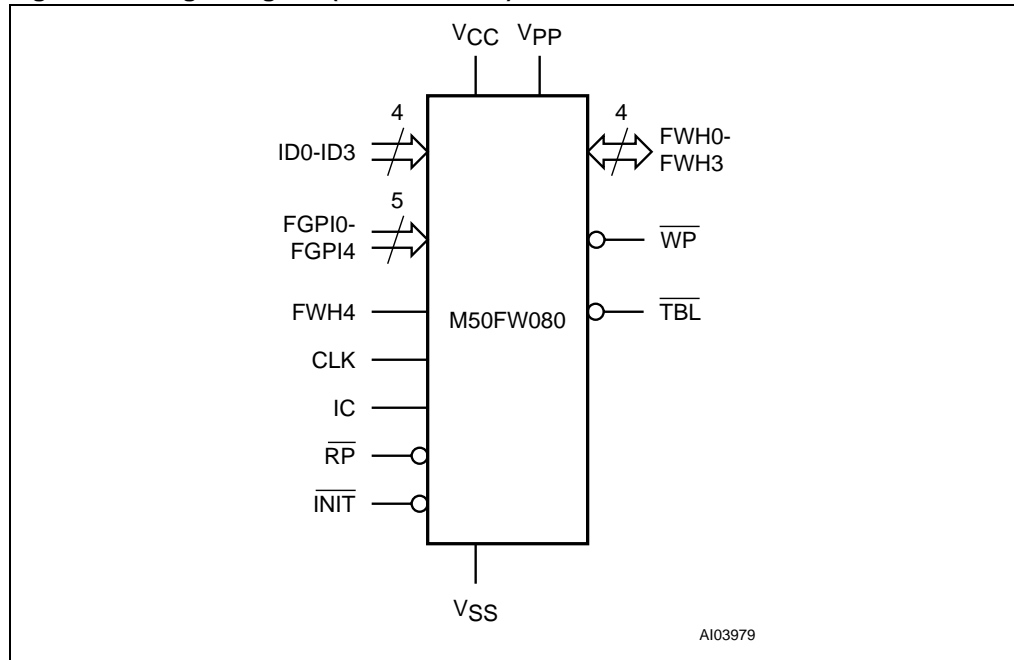 VCC VPP
4
ID0-ID3
4
FWH0-
FWH3
5
FGPI0-
FGPI4
WP
FWH4
M50FW080
TBL
CLK
IC
RP
INIT
VSS
AI03979